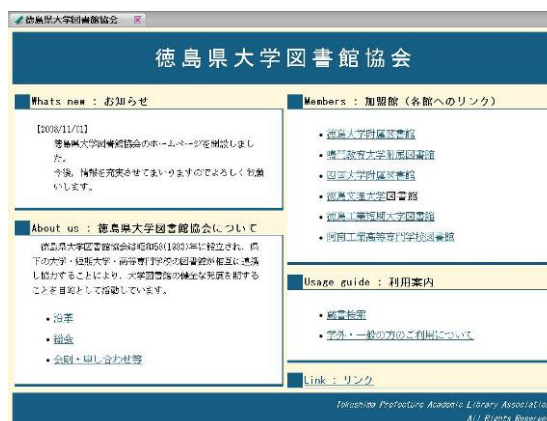 徳島県大学図書館協会
徳島県大学図書館協会
Whats new : お知らせ
【2008/11/01】
徳島県大学図書館協会のホームページを開設しまし
た。
今後、情報を充実させてまいりますのでよろしくお願
いします。
About us : 徳島県大学図書館協会について
徳島県大学図書館協会は昭和58(1983)年に設立され、県
下の大学・短期大学・高等専門学校の図書館が相互に連携
し協力することにより、大学図書館の健全な発展を期する
ことを目的として活動しています。
・沿革
・総会
・会則・申し合わせ等
Members : 加盟館（各館へのリンク）
・徳島大学附属図書館
・鳴門教育大学附属図書館
・四国大学附属図書館
・徳島文理大学図書館
・徳島工業短期大学図書館
・阿南工業高等専門学校図書館
Usage guide : 利用案内
・蔵書検索
・学外・一般の方のご利用について
Link : リンク
Tokushima Prefecture Academic Library Associatio
All Rights Reserve